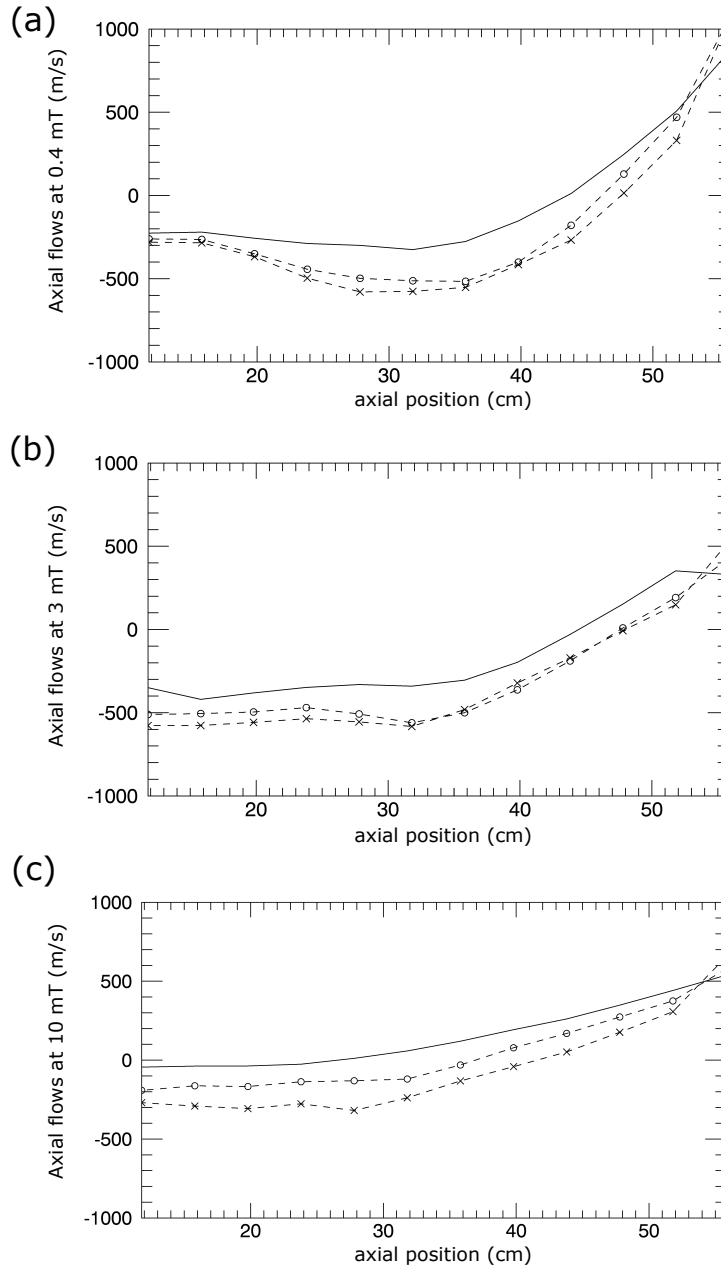 (a)
Axial flows at 0.4 mT (m/s)
1000
500
0
-500
-1000
20 30 40 50
axial position (cm)
(b)
Axial flows at 3 mT (m/s)
1000
500
0
-500
-1000
20 30 40 50
axial position (cm)
(c)
Axial flows at 10 mT (m/s)
1000
500
0
-500
-1000
20 30 40 50
axial position (cm)